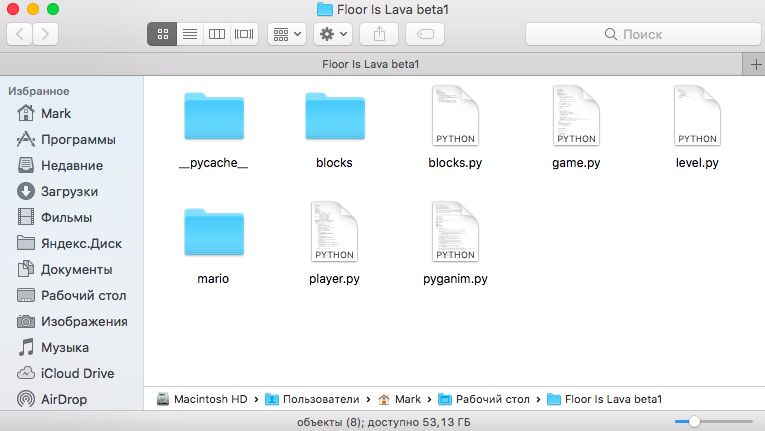 Floor Is Lava beta1
Поиск
Floor Is Lava beta1
Избранное
Mark
Программы
Недавние
Загрузки
Фильмы
Яндекс.Диск
Документы
Рабочий стол
Изображения
Музыка
iCloud Drive
AirDrop
PYTHON PYTHON PYTHON
__pycache__ blocks blocks.py game.py level.py
PYTHON PYTHON
mario player.py pyganim.py
Macintosh HD Пользователи Mark Рабочий стол Floor Is Lava beta1
объекты (8); доступно 53,13 ГБ